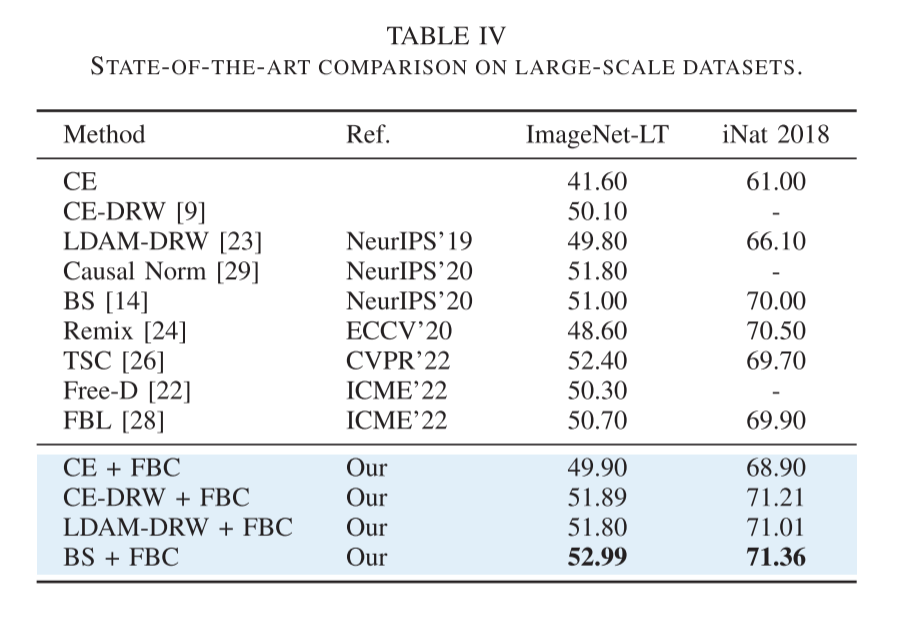 TABLE IV
STATE-OF-THE-ART COMPARISON ON LARGE-SCALE DATASETS.
Method Ref. ImageNet-LT iNat 2018
CE 41.60 61.00
CE-DRW [9] 50.10 -
LDAM-DRW [23] NeurIPS'19 49.80 66.10
Causal Norm [29] NeurIPS'20 51.80 -
BS [14] NeurIPS'20 51.00 70.00
Remix [24] ECCV'20 48.60 70.50
TSC [26] CVPR'22 52.40 69.70
Free-D [22] ICME'22 50.30 -
FBL [28] ICME'22 50.70 69.90
CE + FBC Our 49.90 68.90
CE-DRW + FBC Our 51.89 71.21
LDAM-DRW + FBC Our 51.80 71.01
BS + FBC Our 52.99 71.36